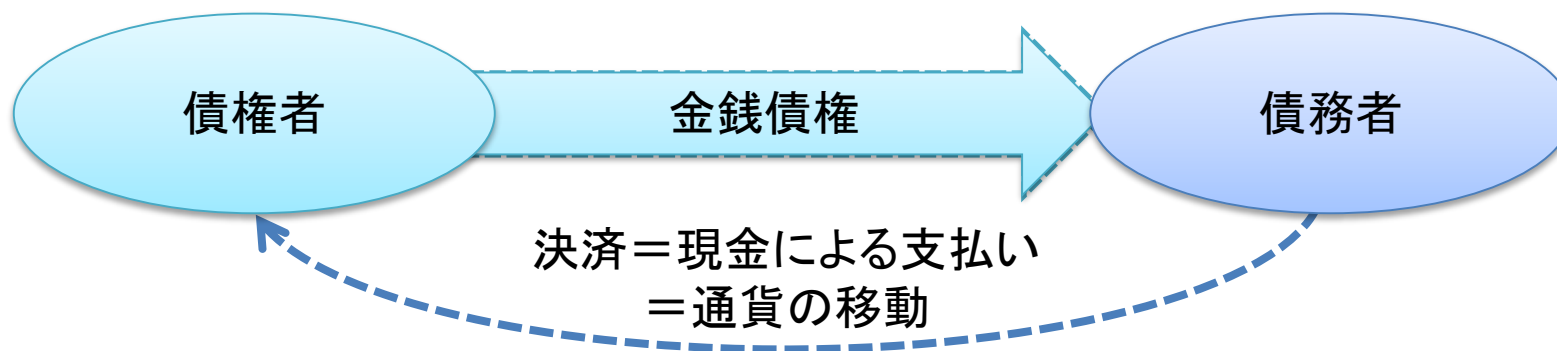 債権者
金銭債権
債務者
決済＝現金による支払い
＝通貨の移動